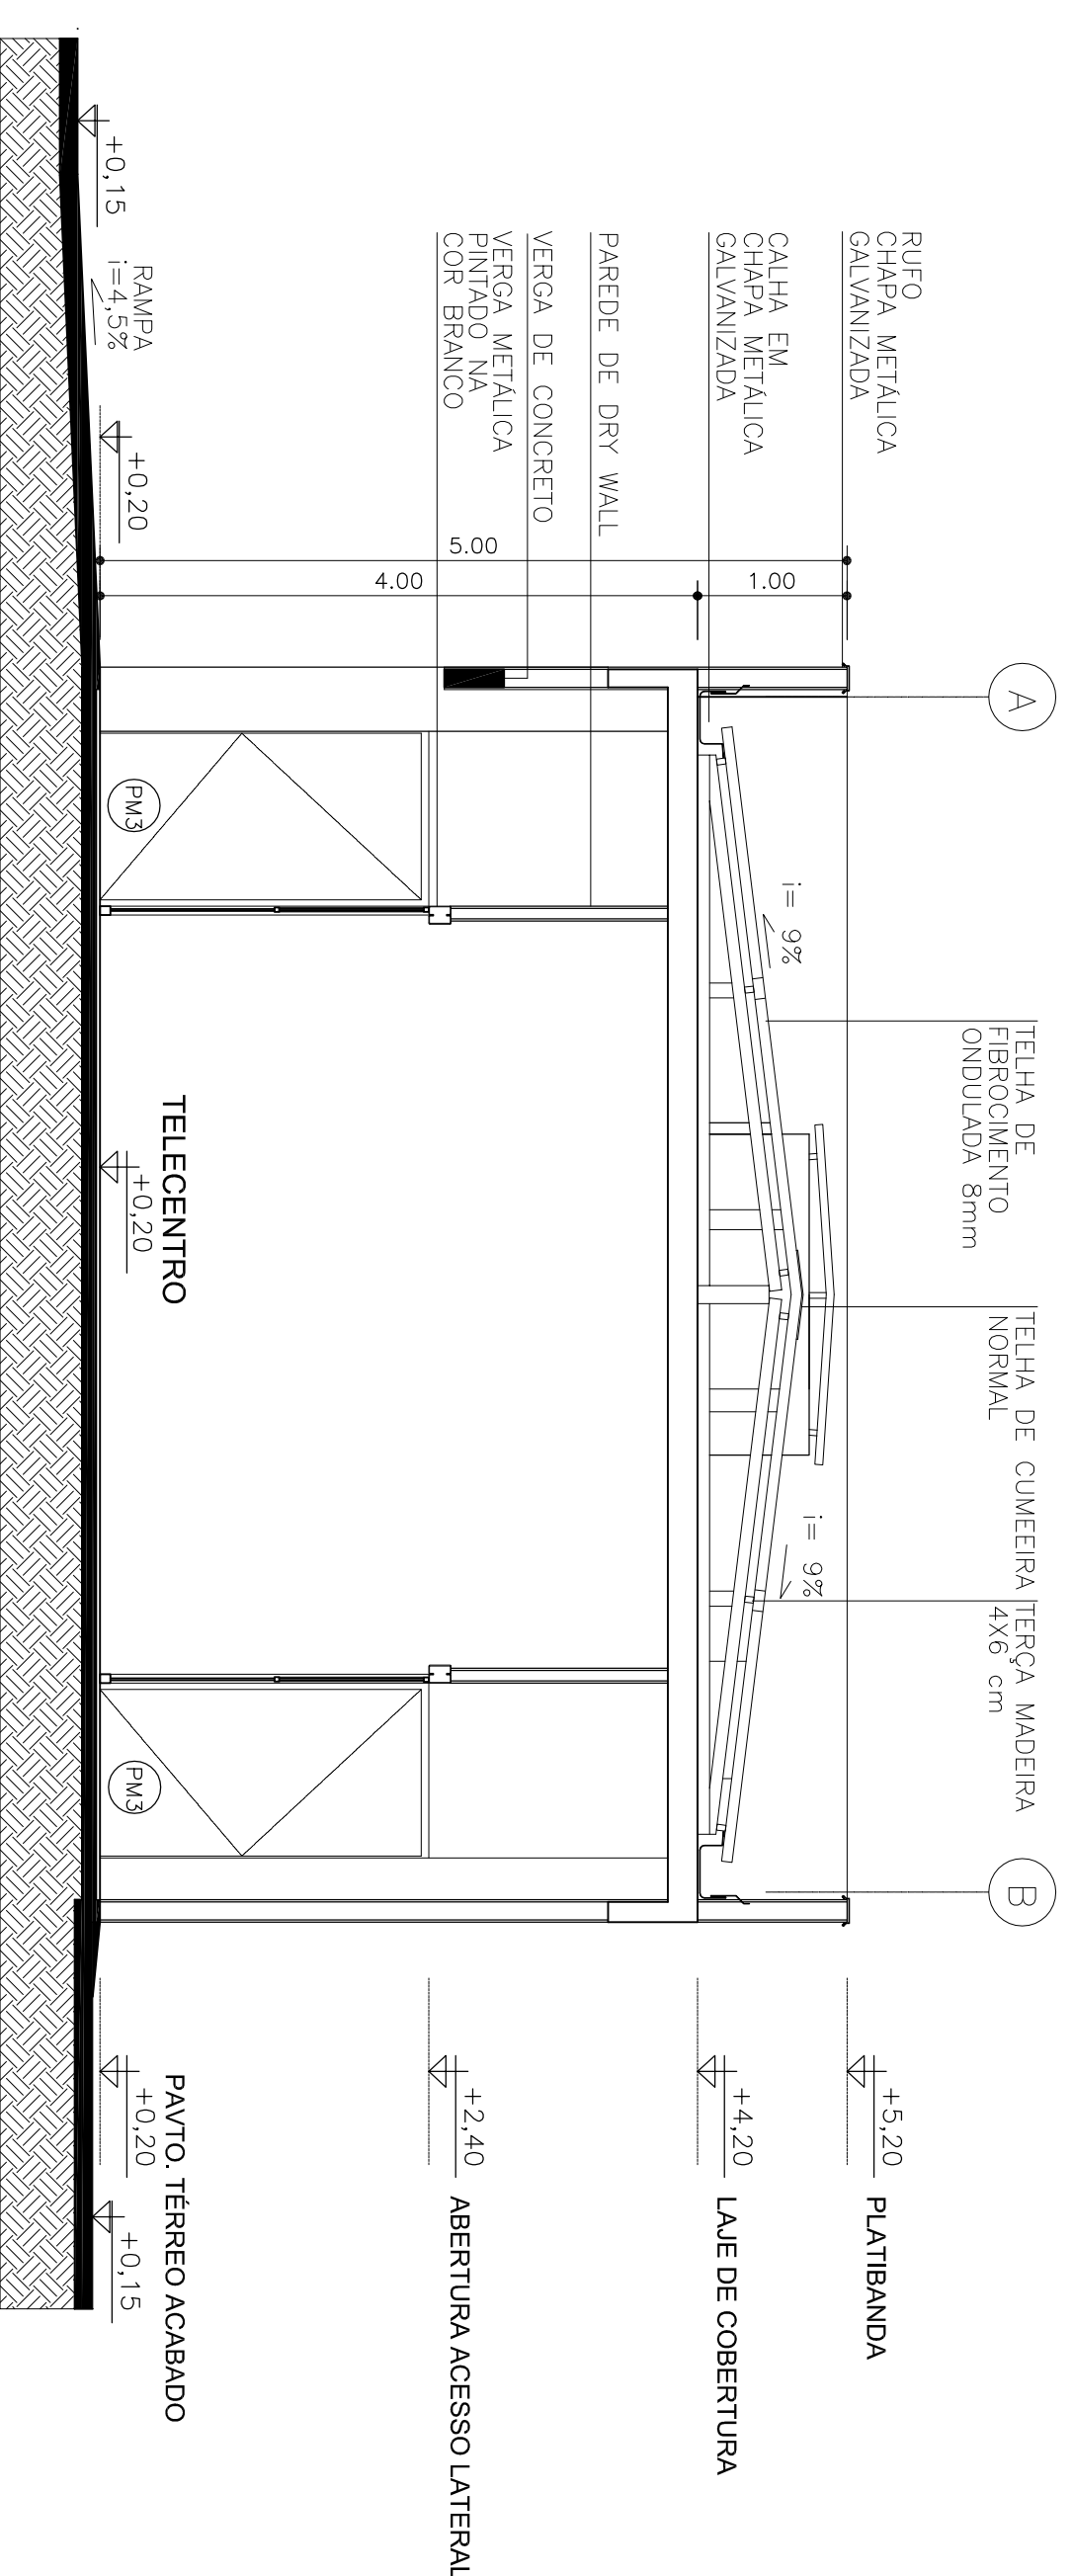 A
B
RUFO
CHAPA METÁLICA
GALVANIZADA
CALHA EM
CHAPA METÁLICA
GALVANIZADA
PAREDE DE DRY WALL
VERGA DE CONCRETO
VERGA METÁLICA
PINTADO NA
COR BRANCO
TELHA DE
FIBROCIMENTO
ONDULADA 8mm
TELHA DE CUMEEIRA
NORMAL
TERÇA MADEIRA
4X6 cm
i= 9%
i= 9%
5.00
4.00
1.00
+5,20
PLATIBANDA
+4,20
LAJE DE COBERTURA
+2,40
ABERTURA ACESSO LATERAL
PM3
PM3
TELECENTRO
+0,20
+0,15
RAMPA
i=4,5%
+0,20
+0,20
PAVTO. TÉRREO ACABADO
+0,15